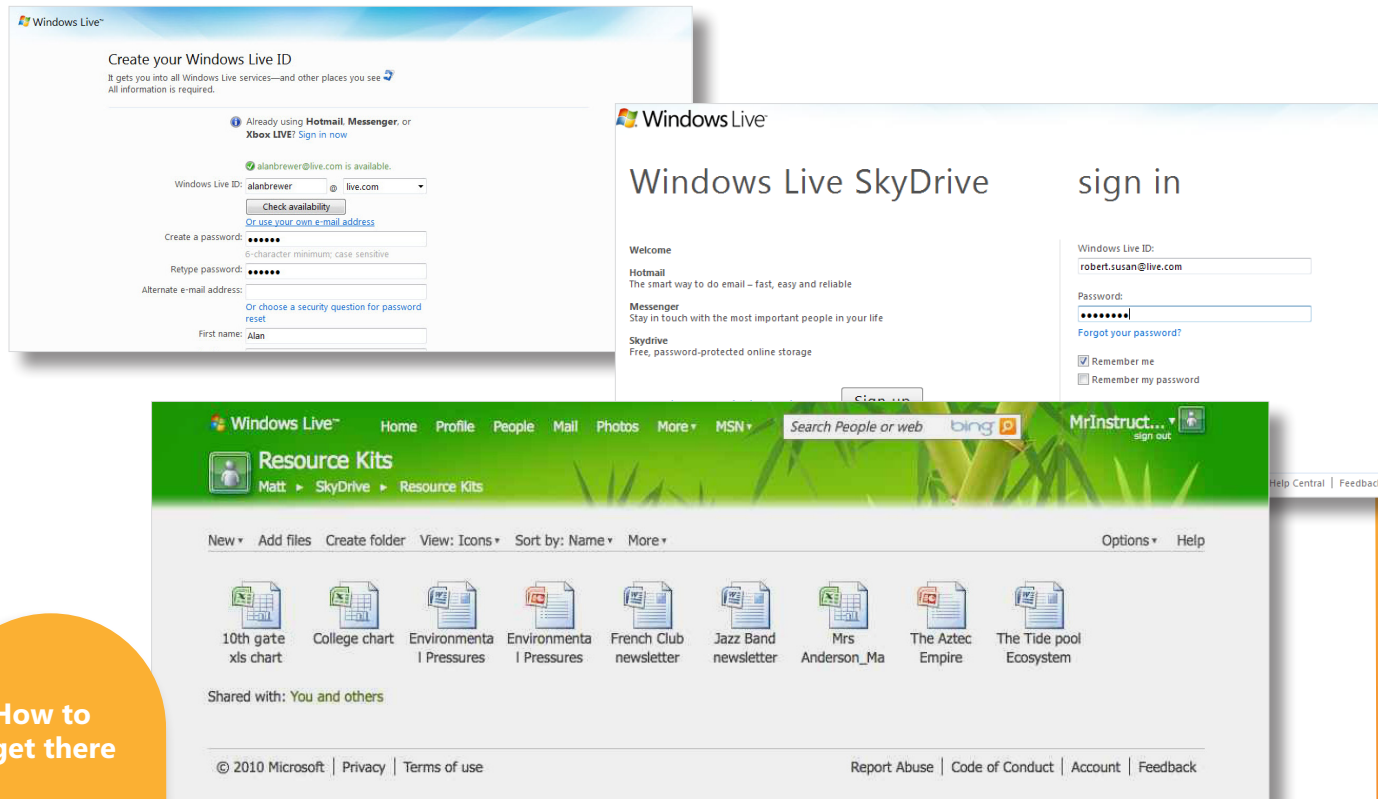 Windows Live™
Create your Windows Live ID
It gets you into all Windows Live services—and other places you see
All information is required.
Already using Hotmail, Messenger, or
Xbox LIVE? Sign in now
alanbrewer@live.com is available.
Windows Live ID: alanbrewer @ live.com
Check availability
Or use your own e-mail address
Create a password: ••••••
6-character minimum; case sensitive
Retype password: ••••••
Alternate e-mail address:
Or choose a security question for password
reset
First name: Alan
Windows Live™
Windows Live SkyDrive
Welcome
Hotmail
The smart way to do email – fast, easy and reliable
Messenger
Stay in touch with the most important people in your life
Skydrive
Free, password-protected online storage
Sign up
sign in
Windows Live ID:
robert.susan@live.com
Password:
••••••••
Forgot your password?
Remember me
Remember my password
Help Central | Feedback
Windows Live™ Home Profile People Mail Photos More MSN Search People or web bing MrInstruct...
sign out
Resource Kits
Matt ► SkyDrive ► Resource Kits
New Add files Create folder View: Icons Sort by: Name More Options Help
10th gate
xls chart
College chart
Environmenta
l Pressures
Environmenta
l Pressures
French Club
newsletter
Jazz Band
newsletter
Mrs
Anderson_Ma
The Aztec
Empire
The Tide pool
Ecosystem
Shared with: You and others
© 2010 Microsoft | Privacy | Terms of use Report Abuse | Code of Conduct | Account | Feedback
How to
get there